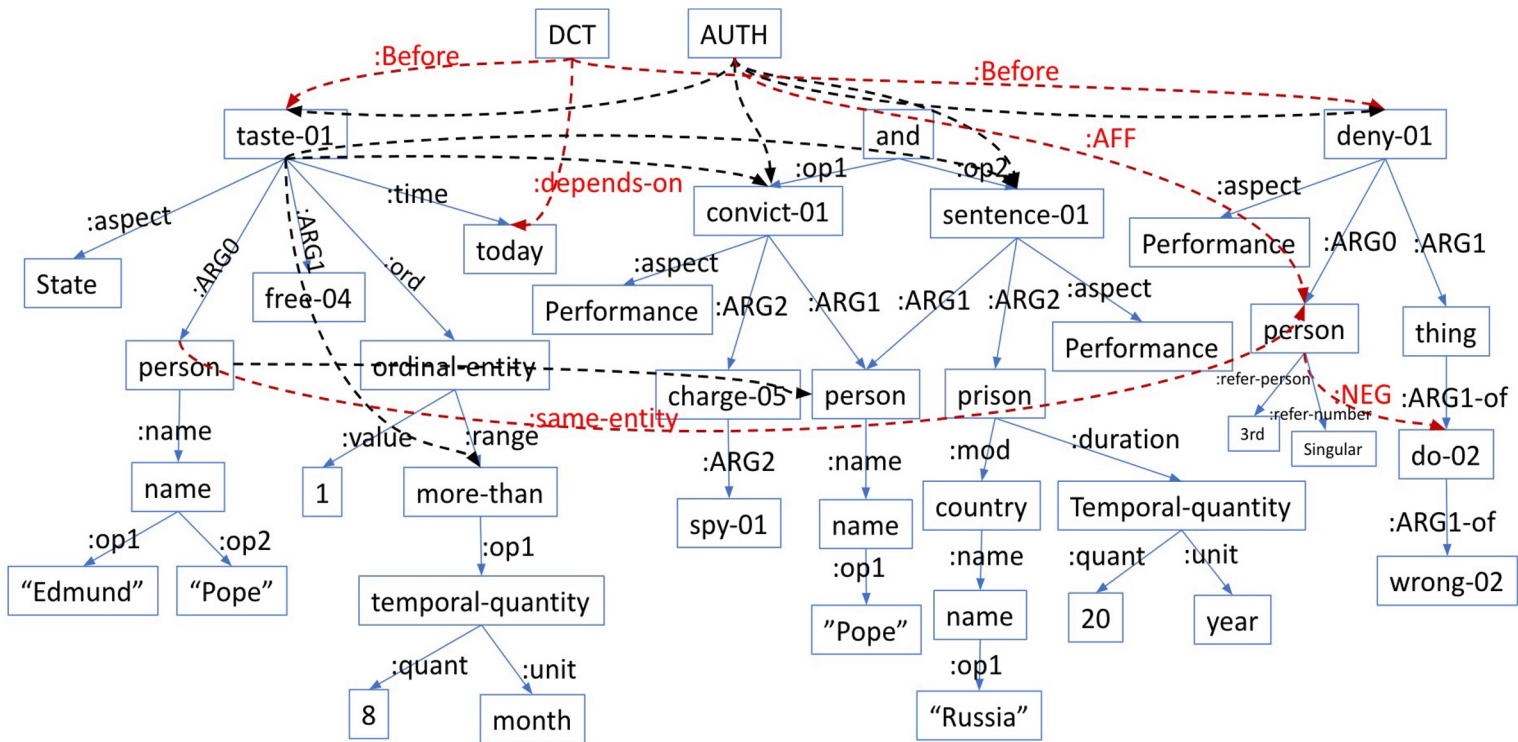 DCT
AUTH
:Before
:Before
taste-01
and
:AFF
deny-01
:op1
:op2
:time
:depends-on
:aspect
convict-01
sentence-01
:aspect
Performance
:ARG0
:ARG1
today
State
:ARG0
:ARG1
free-04
:ord
:aspect
Performance
:ARG2
:ARG1
:ARG1
:ARG2
:aspect
Performance
person
thing
person
ordinal-entity
charge-05
person
prison
:refer-person
:refer-number
3rd
Singular
:NEG
:ARG1-of
:same-entity
:name
:value
:range
:ARG2
:name
:mod
:duration
do-02
name
1
more-than
spy-01
name
country
Temporal-quantity
:ARG1-of
:op1
:op2
:op1
:op1
:name
:quant
:unit
wrong-02
“Edmund”
“Pope”
temporal-quantity
”Pope”
name
20
year
:quant
:unit
:op1
8
month
“Russia”